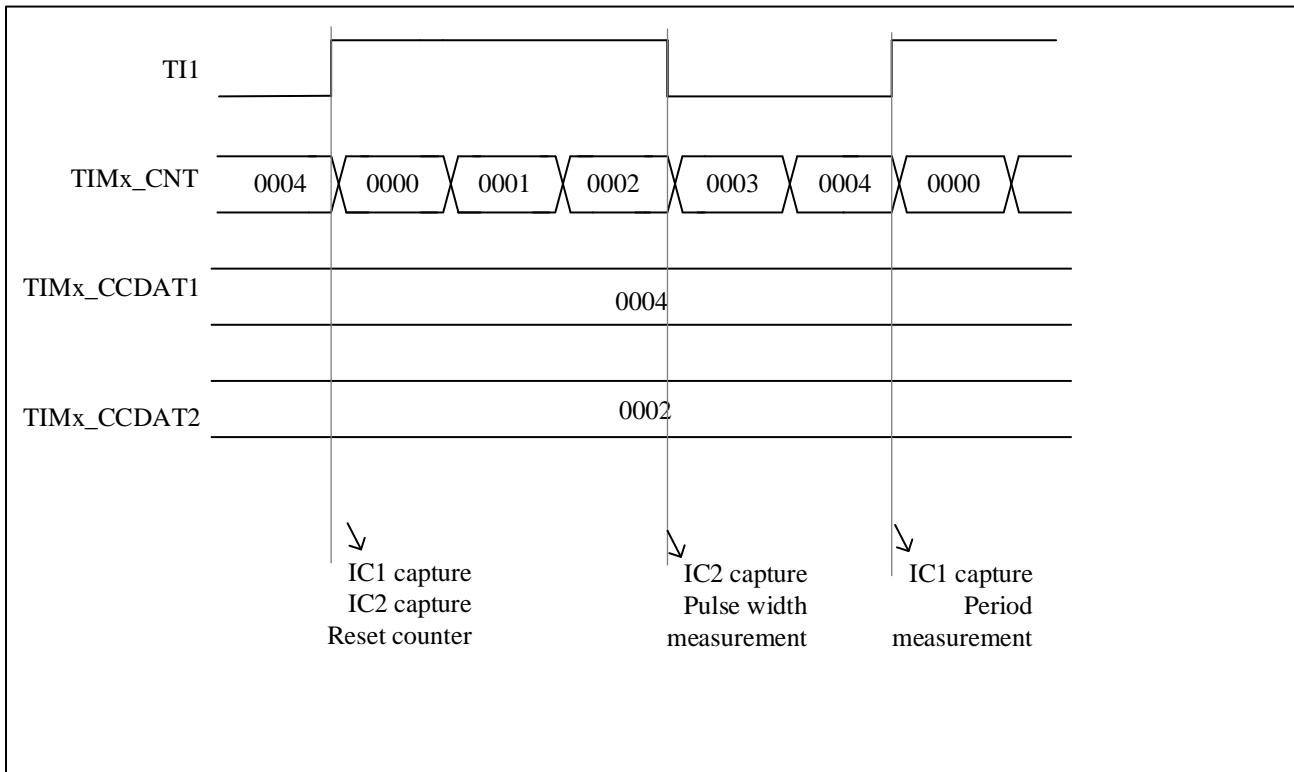 TI1
TIMx_CNT
0004 0000 0001 0002 0003 0004 0000
TIMx_CCDAT1
0004
TIMx_CCDAT2
0002
IC1 capture
IC2 capture
Reset counter
IC2 capture
Pulse width
measurement
IC1 capture
Period
measurement